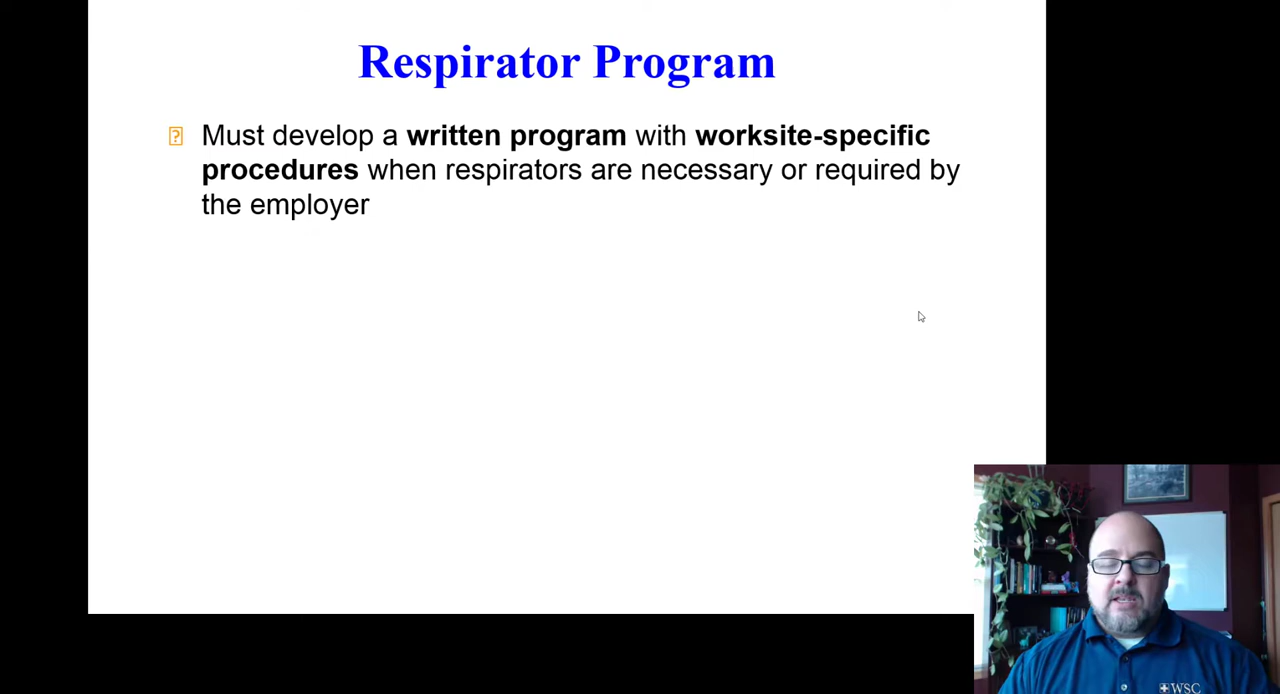 Respirator Program
Must develop a written program with worksite-specific
procedures when respirators are necessary or required by
the employer
WSC